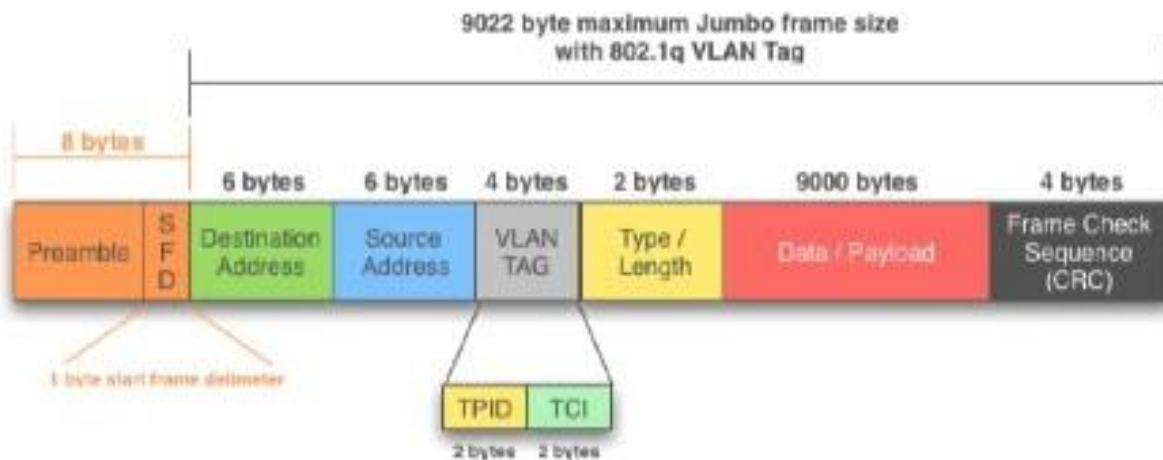 9022 byte maximum Jumbo frame size
with 802.1q VLAN Tag
8 bytes
6 bytes
6 bytes
4 bytes
2 bytes
9000 bytes
4 bytes
Preamble
S
F
D
Destination
Address
Source
Address
VLAN
TAG
Type /
Length
Data / Payload
Frame Check
Sequence
(CRC)
1 byte start frame delimeter
TPID
TCI
2 bytes
2 bytes